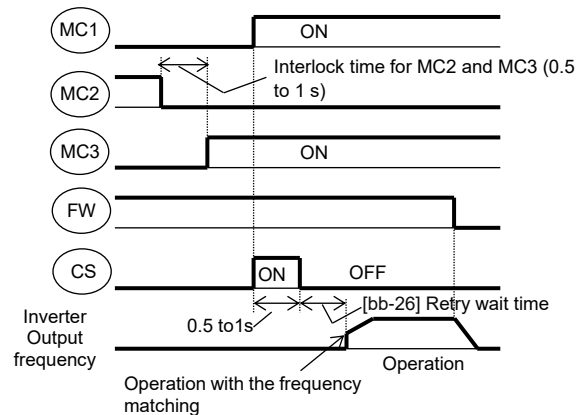 MC1
ON
Interlock time for MC2 and MC3 (0.5
to 1 s)
MC2
MC3
ON
FW
CS
ON
OFF
[bb-26] Retry wait time
0.5 to1s
Inverter
Output
frequency
Operation
Operation with the frequency
matching